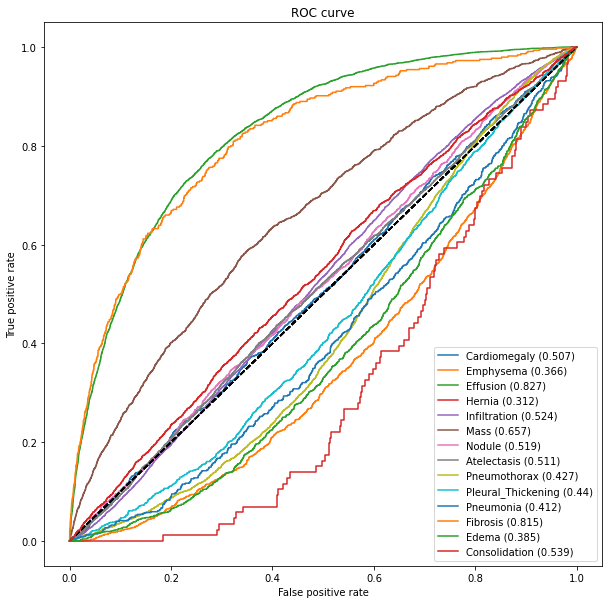 ROC curve
1.0
0.8
0.6
0.4
0.2
0.0
True positive rate
Cardiomegaly (0.507)
Emphysema (0.366)
Effusion (0.827)
Hernia (0.312)
Infiltration (0.524)
Mass (0.657)
Nodule (0.519)
Atelectasis (0.511)
Pneumothorax (0.427)
Pleural_Thickening (0.44)
Pneumonia (0.412)
Fibrosis (0.815)
Edema (0.385)
Consolidation (0.539)
0.0 0.2 0.4 0.6 0.8 1.0
False positive rate